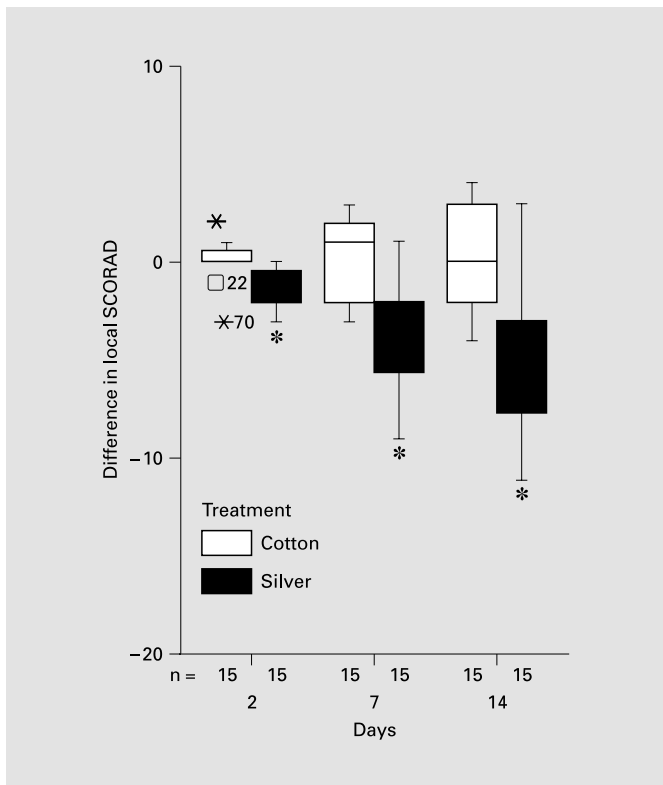 10
0
−10
−20
Difference in local SCORAD
22
70
*
*
*
Treatment
Cotton
Silver
n = 15 15 15 15 15 15
2 7 14
Days